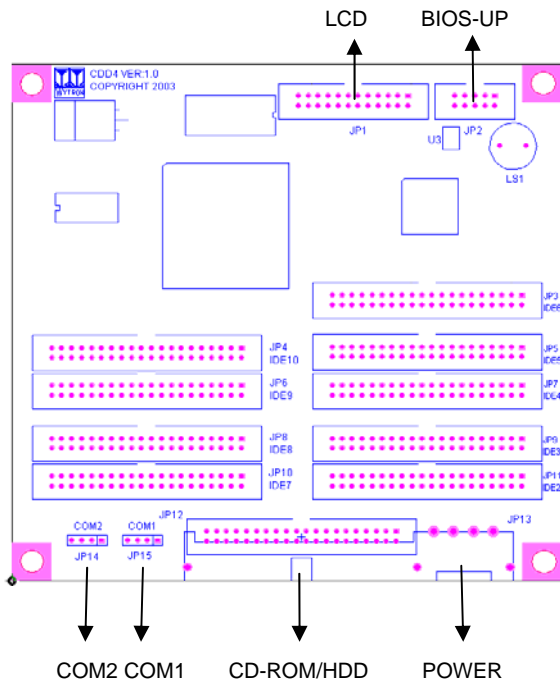 LCD BIOS-UP
CDD4 VER:1.0
COPYRIGHT 2003
WYTRON
JP1
JP2
U3
LS1
JP3
IDE6
JP4
IDE10
JP5
IDE5
JP6
IDE9
JP7
IDE4
JP8
IDE8
JP9
IDE3
JP10
IDE7
JP11
IDE2
COM2 COM1 JP12 JP13
JP14 JP15
COM2 COM1 CD-ROM/HDD POWER